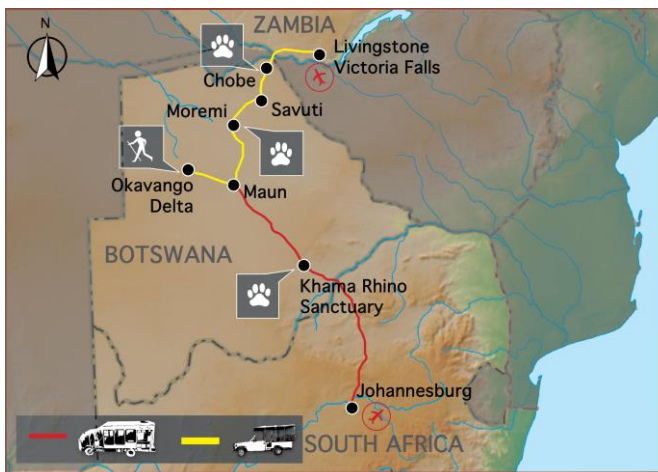 N
ZAMBIA
Livingstone
Victoria Falls
Chobe
Savuti
Moremi
Okavango
Delta
Maun
BOTSWANA
Khama Rhino
Sanctuary
Johannesburg
SOUTH AFRICA